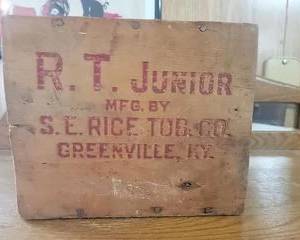 R. T. JUNIOR
MFG. BY
S. E. RICE TOB. CO.
GREENVILLE, KY.